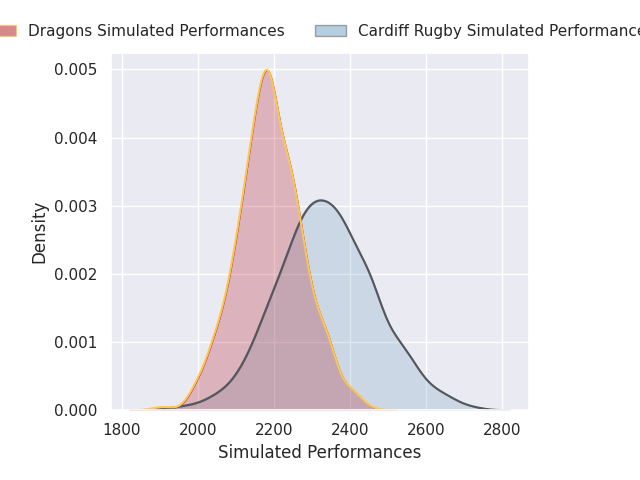 Dragons Simulated Performances Cardiff Rugby Simulated Performance
0.005
0.004
0.003
0.002
0.001
0.000
Density
1800 2000 2200 2400 2600 2800
Simulated Performances